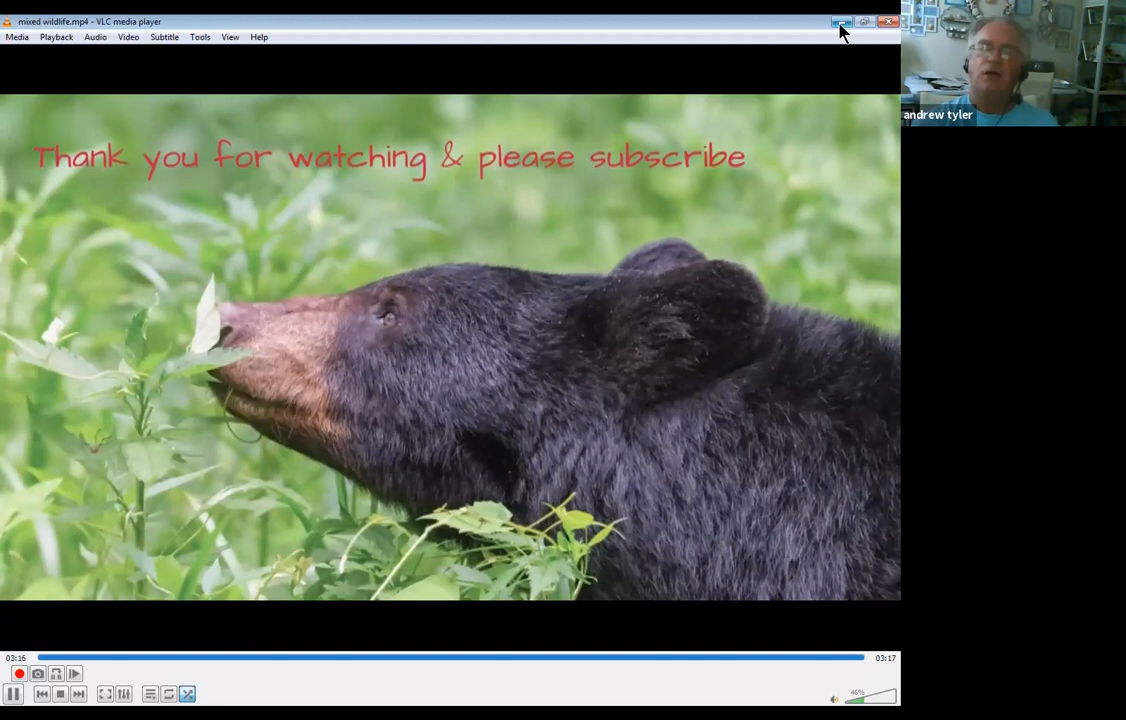 mixed wildlife.mp4 - VLC media player
Media Playback Audio Video Subtitle Tools View Help
andrew tyler
Thank you for watching & please subscribe
03:16
03:17
46%